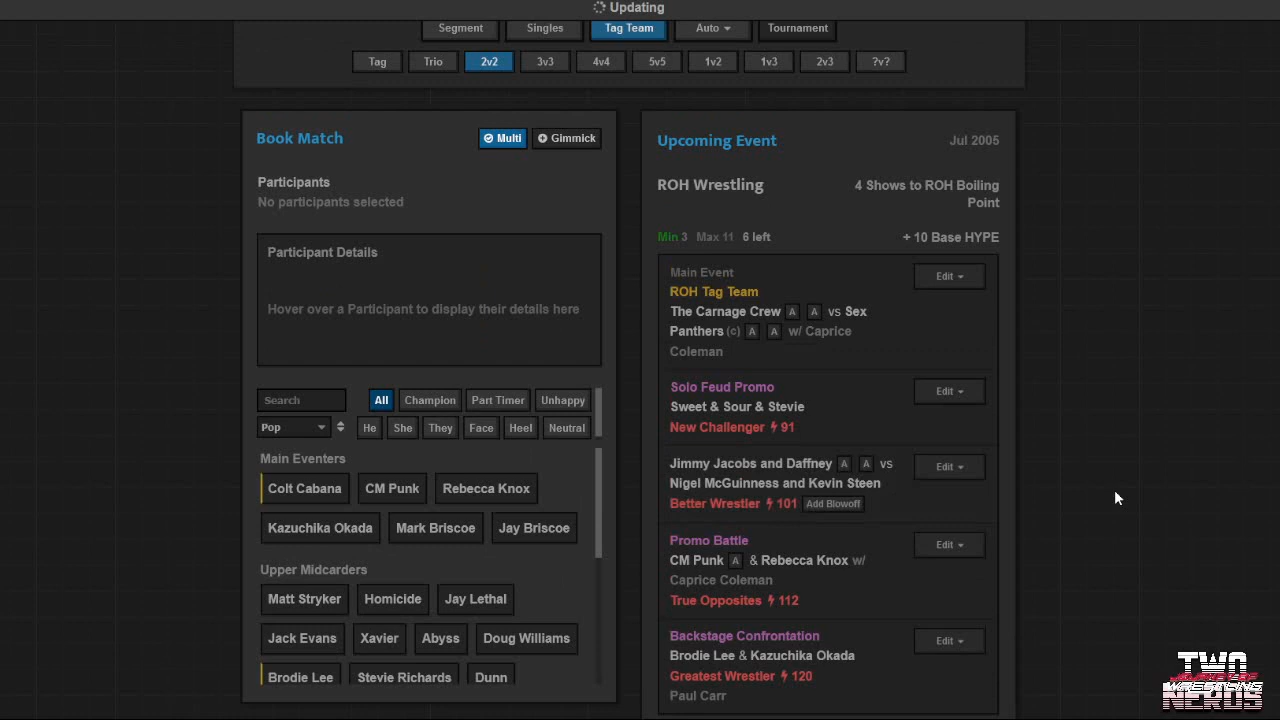 Updating
Segment Singles Tag Team Auto Tournament
Tag Trio 2v2 3v3 4v4 5v5 1v2 1v3 2v3 ?v?
Book Match
Multi Gimmick
Participants
No participants selected
Participant Details
Hover over a Participant to display their details here
Search All Champion Part Timer Unhappy
Pop He She They Face Heel Neutral
Main Eventers
Colt Cabana CM Punk Rebecca Knox
Kazuchika Okada Mark Briscoe Jay Briscoe
Upper Midcarders
Matt Stryker Homicide Jay Lethal
Jack Evans Xavier Abyss Doug Williams
Brodie Lee Stevie Richards Dunn
Upcoming Event Jul 2005
ROH Wrestling 4 Shows to ROH Boiling
Point
Min 3 Max 11 6 left + 10 Base HYPE
Main Event Edit
ROH Tag Team
The Carnage Crew A A vs Sex
Panthers (c) A A w/ Caprice
Coleman
Solo Feud Promo Edit
Sweet & Sour & Stevie
New Challenger 91
Jimmy Jacobs and Daffney A A vs Edit
Nigel McGuinness and Kevin Steen
Better Wrestler 101 Add Blowoff
Promo Battle Edit
CM Punk A & Rebecca Knox w/
Caprice Coleman
True Opposites 112
Backstage Confrontation Edit
Brodie Lee & Kazuchika Okada
Greatest Wrestler 120
Paul Carr
TWO
WRESTLING
NERDS